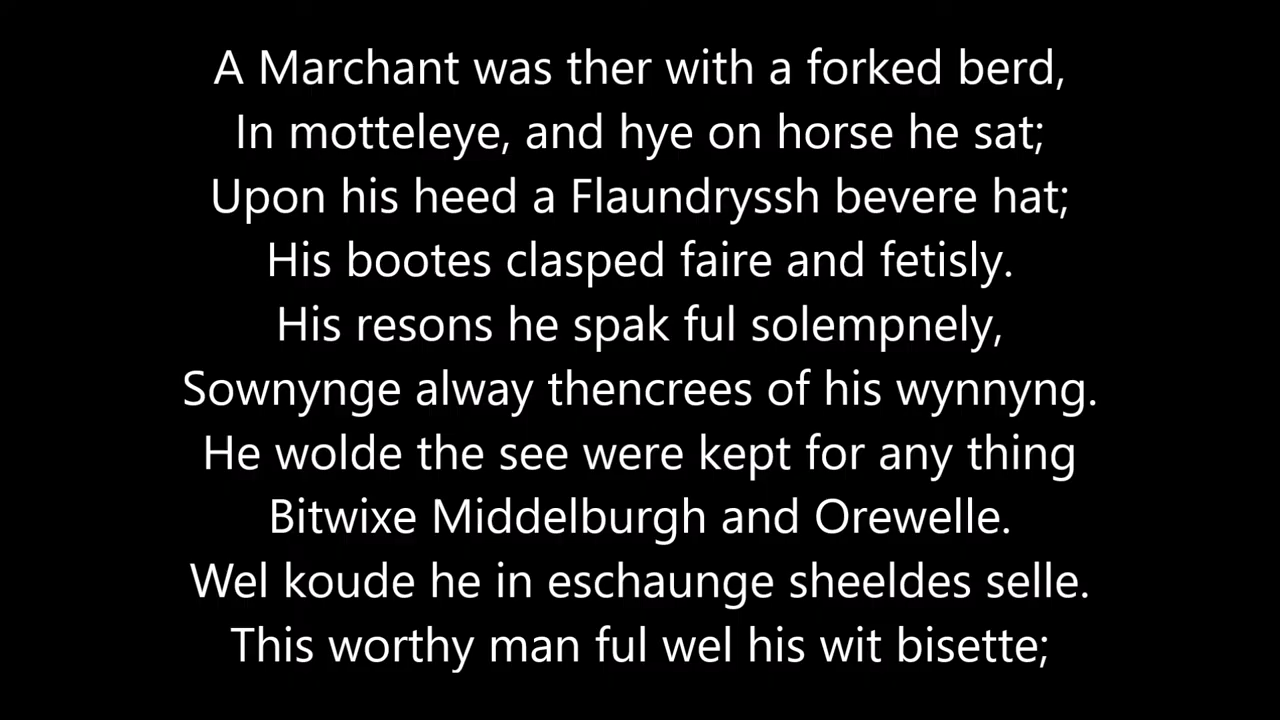 A Marchant was ther with a forked berd,
In motteleye, and hye on horse he sat;
Upon his heed a Flaundryssh bevere hat;
His bootes clasped faire and fetisly.
His resons he spak ful solempnely,
Sownynge alway thencrees of his wynnyng.
He wolde the see were kept for any thing
Bitwixe Middelburgh and Orewelle.
Wel koude he in eschaunge sheeldes selle.
This worthy man ful wel his wit bisette;